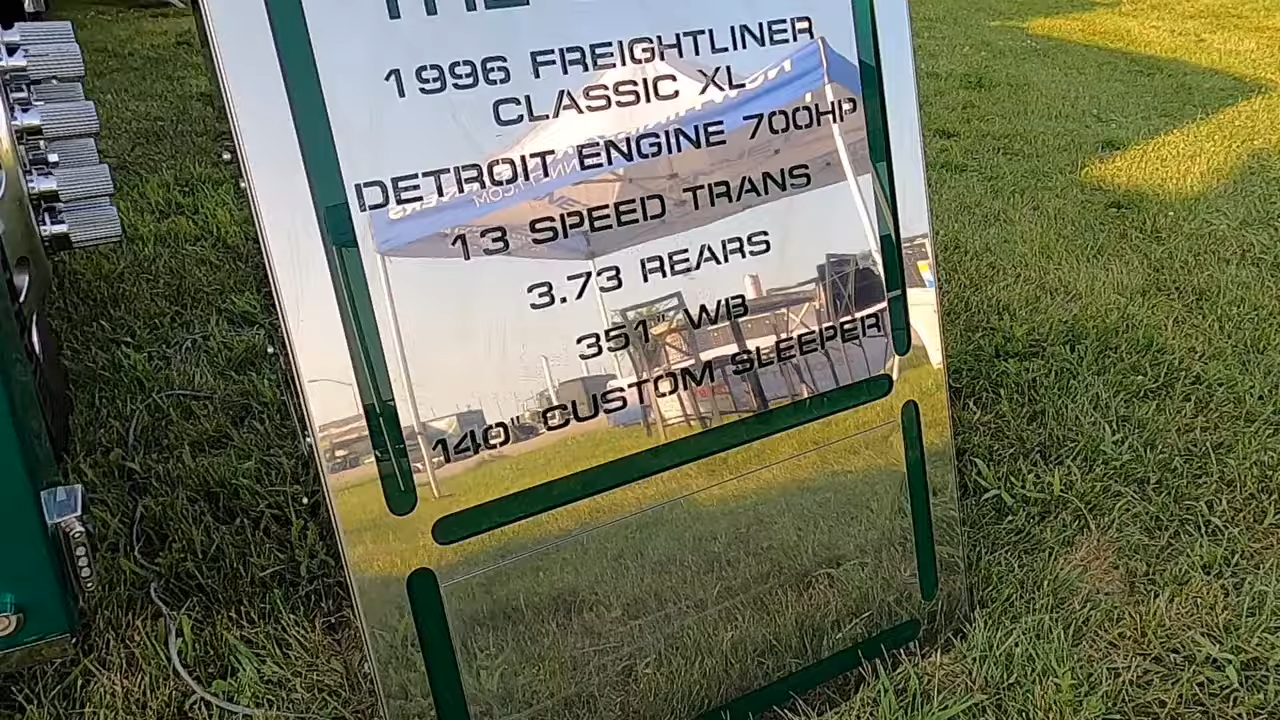 1996 FREIGHTLINER
CLASSIC XL
DETROIT ENGINE 700HP
13 SPEED TRANS
3.73 REARS
351" WB
140" CUSTOM SLEEPER